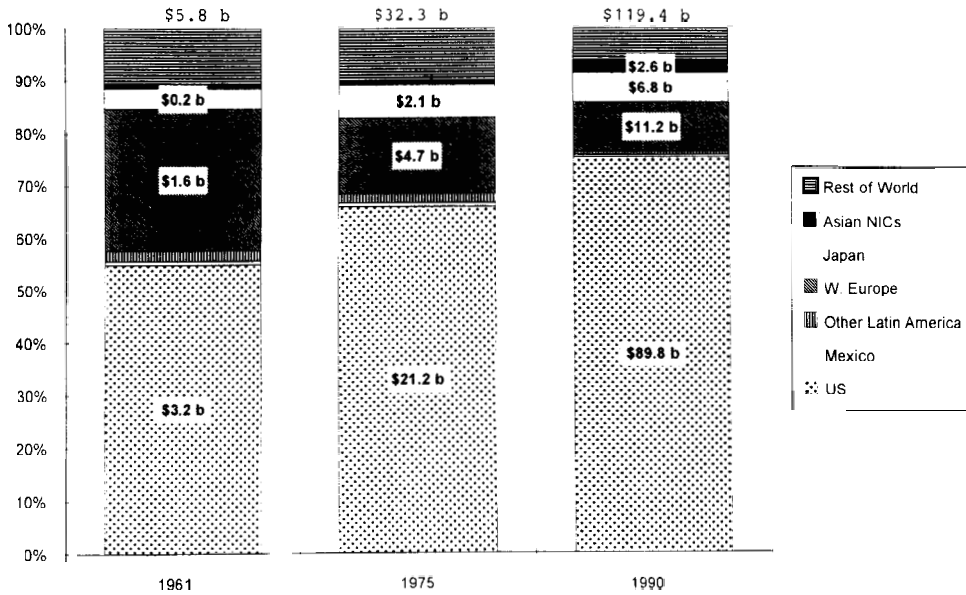 $5.8 b
$32.3 b
$119.4 b
100%
90%
80%
70%
60%
50%
40%
30%
20%
10%
0%
$0.2 b
$1.6 b
$3.2 b
$2.1 b
$4.7 b
$21.2 b
$2.6 b
$6.8 b
$11.2 b
$89.8 b
1961
1975
1990
Rest of World
Asian NICs
Japan
W. Europe
Other Latin America
Mexico
US